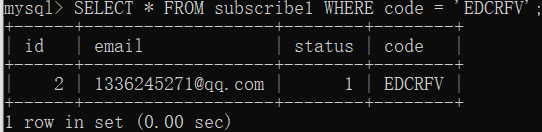 mysql> SELECT * FROM subscribe1 WHERE code = 'EDCRFV';
+------+-------------------+--------+--------+
| id | email | status | code |
+------+-------------------+--------+--------+
| 2 | 1336245271@qq.com | 1 | EDCRFV |
+------+-------------------+--------+--------+
1 row in set (0.00 sec)